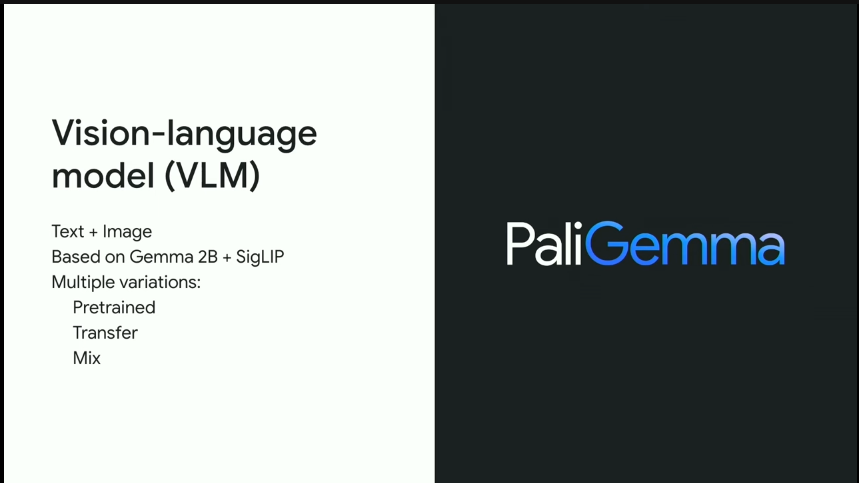 Vision-language
model (VLM)
Text + Image
Based on Gemma 2B + SigLIP
Multiple variations:
Pretrained
Transfer
Mix
PaliGemma